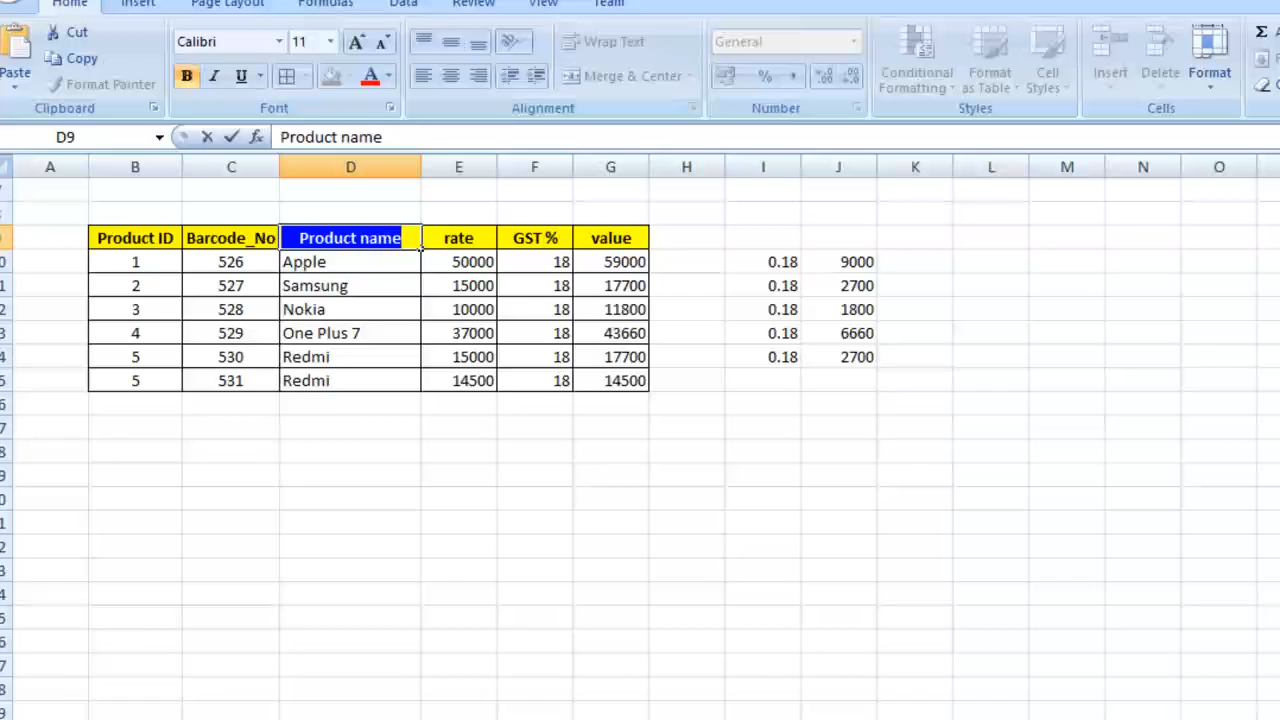 Home Insert Page Layout Formulas Data Review View Team
Cut
Copy
Format Painter
Paste
Clipboard
Calibri 11
B I U
Font
Wrap Text
Merge & Center
Alignment
General
%
Number
Conditional Formatting
Format as Table
Cell Styles
Styles
Insert Delete Format
Cells
D9 fx Product name
A B C D E F G H I J K L M N O
Product ID Barcode_No Product name rate GST % value
1 526 Apple 50000 18 59000 0.18 9000
2 527 Samsung 15000 18 17700 0.18 2700
3 528 Nokia 10000 18 11800 0.18 1800
4 529 One Plus 7 37000 18 43660 0.18 6660
5 530 Redmi 15000 18 17700 0.18 2700
5 531 Redmi 14500 18 14500